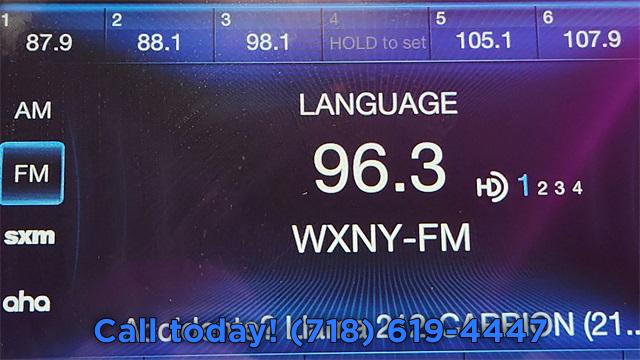 1 2 3 4 5 6
87.9 88.1 98.1 HOLD to set 105.1 107.9
AM
LANGUAGE
FM
96.3
HD 1 2 3 4
sxm
WXNY-FM
aha
CARRION (21...
Call today! (718) 619-4447